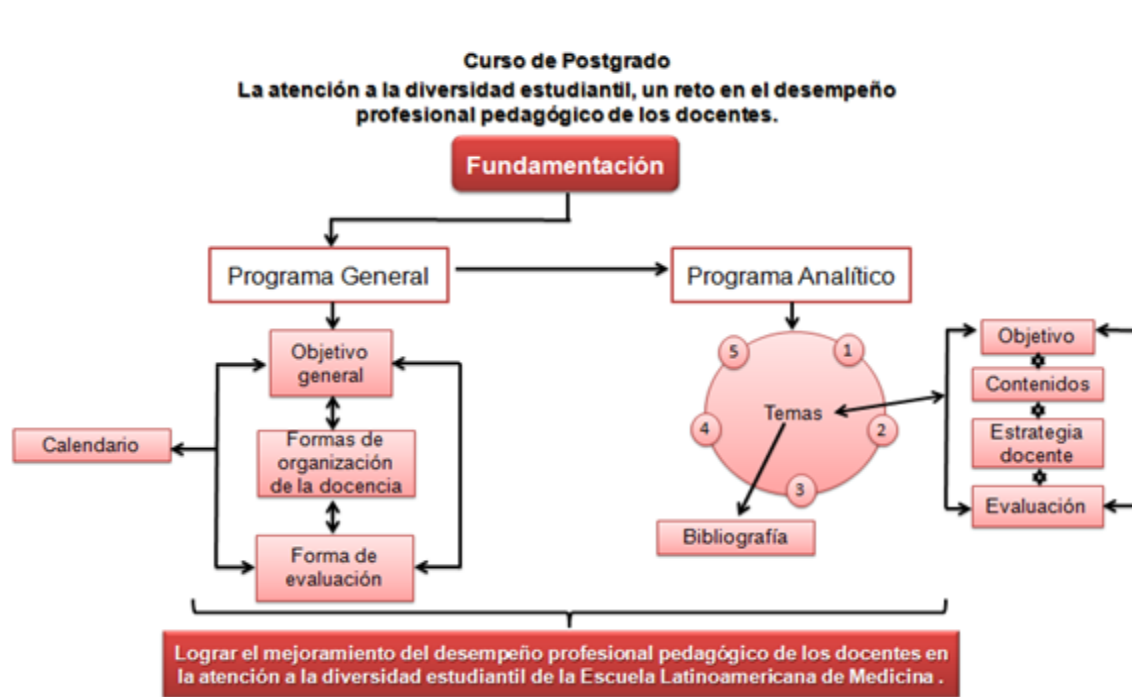 Curso de Postgrado
La atención a la diversidad estudiantil, un reto en el desempeño
profesional pedagógico de los docentes.
Fundamentación
Programa General
Programa Analítico
Objetivo
general
Calendario
Formas de
organización
de la docencia
Forma de
evaluación
5
1
Temas
4
2
3
Bibliografía
Objetivo
Contenidos
Estrategia
docente
Evaluación
Lograr el mejoramiento del desempeño profesional pedagógico de los docentes en
la atención a la diversidad estudiantil de la Escuela Latinoamericana de Medicina .